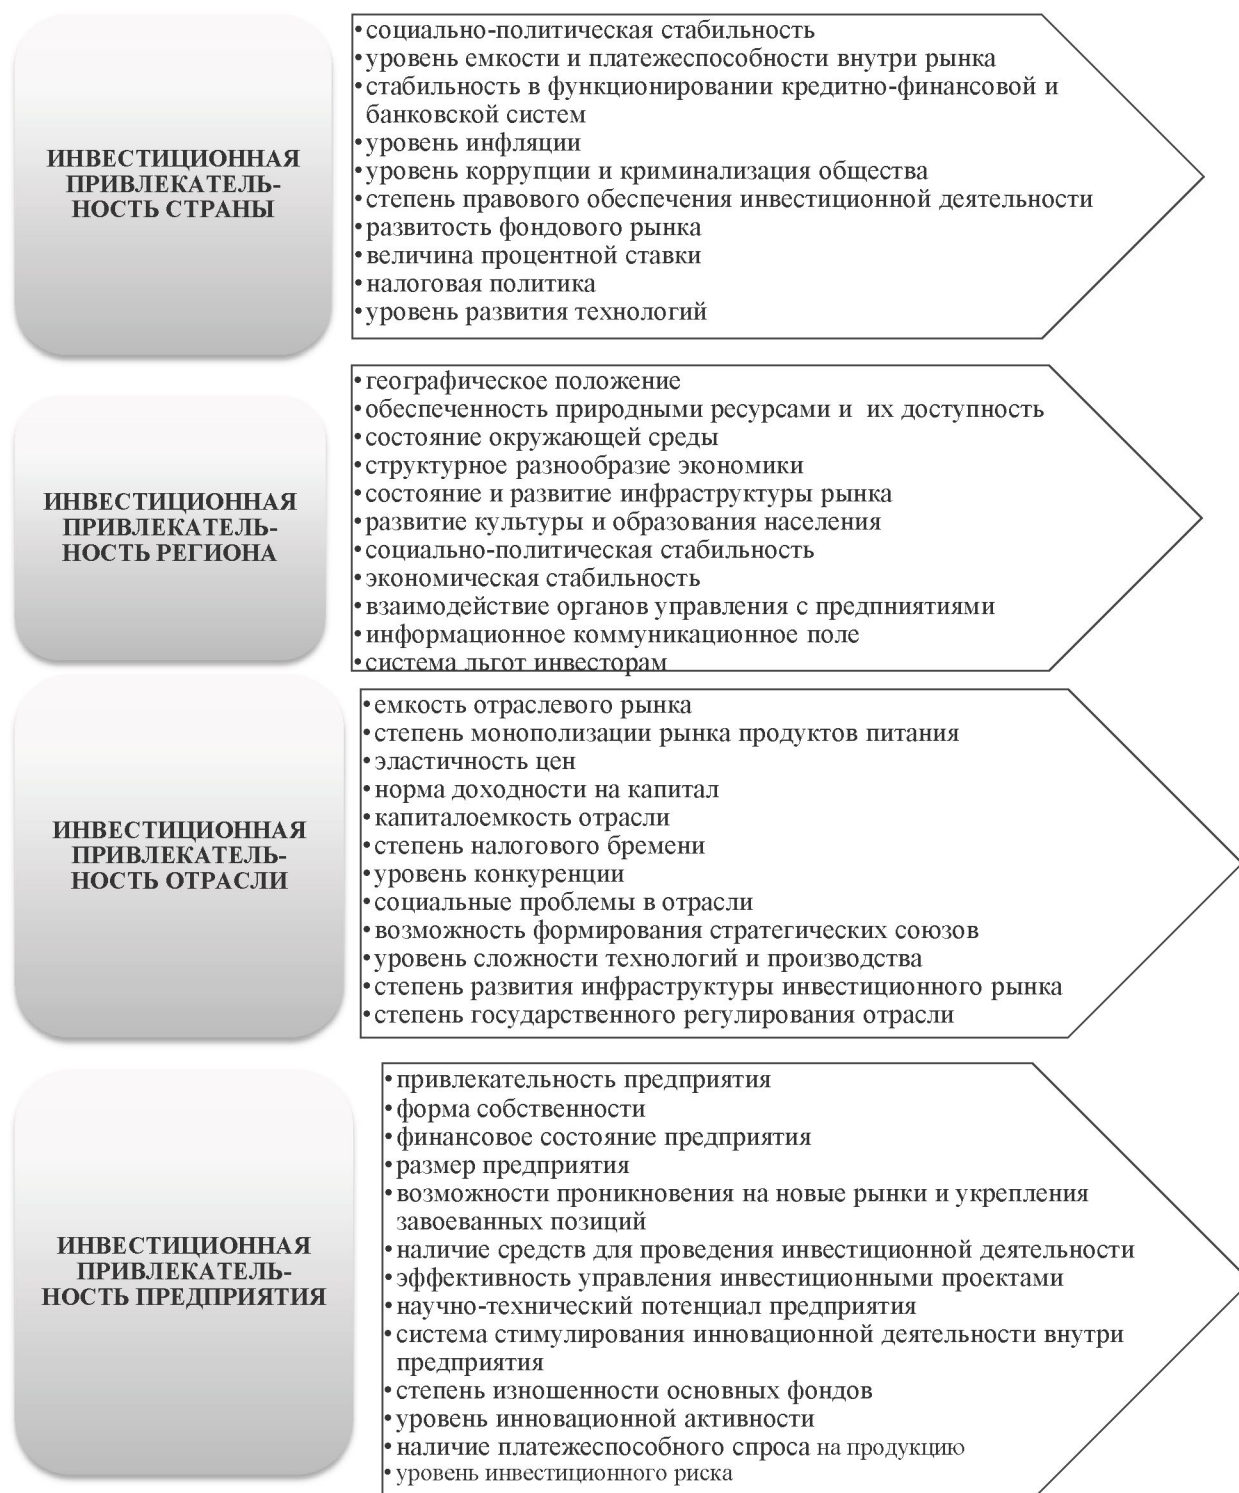 ИНВЕСТИЦИОННАЯ
ПРИВЛЕКАТЕЛЬ-
НОСТЬ СТРАНЫ
•социально-политическая стабильность
•уровень емкости и платежеспособности внутри рынка
•стабильность в функционировании кредитно-финансовой и
банковской систем
•уровень инфляции
•уровень коррупции и криминализация общества
•степень правового обеспечения инвестиционной деятельности
•развитость фондового рынка
•величина процентной ставки
•налоговая политика
•уровень развития технологий
ИНВЕСТИЦИОННАЯ
ПРИВЛЕКАТЕЛЬ-
НОСТЬ РЕГИОНА
•географическое положение
•обеспеченность природными ресурсами и их доступность
•состояние окружающей среды
•структурное разнообразие экономики
•состояние и развитие инфраструктуры рынка
•развитие культуры и образования населения
•социально-политическая стабильность
•экономическая стабильность
•взаимодействие органов управления с предпниятиями
•информационное коммуникационное поле
•система льгот инвесторам
ИНВЕСТИЦИОННАЯ
ПРИВЛЕКАТЕЛЬ-
НОСТЬ ОТРАСЛИ
•емкость отраслевого рынка
•степень монополизации рынка продуктов питания
•эластичность цен
•норма доходности на капитал
•капиталоемкость отрасли
•степень налогового бремени
•уровень конкуренции
•социальные проблемы в отрасли
•возможность формирования стратегических союзов
•уровень сложности технологий и производства
•степень развития инфраструктуры инвестиционного рынка
•степень государственного регулирования отрасли
ИНВЕСТИЦИОННАЯ
ПРИВЛЕКАТЕЛЬ-
НОСТЬ ПРЕДПРИЯТИЯ
•привлекательность предприятия
•форма собственности
•финансовое состояние предприятия
•размер предприятия
•возможности проникновения на новые рынки и укрепления
завоеванных позиций
•наличие средств для проведения инвестиционной деятельности
•эффективность управления инвестиционными проектами
•научно-технический потенциал предприятия
•система стимулирования инновационной деятельности внутри
предприятия
•степень изношенности основных фондов
•уровень инновационной активности
•наличие платежеспособного спроса на продукцию
•уровень инвестиционного риска